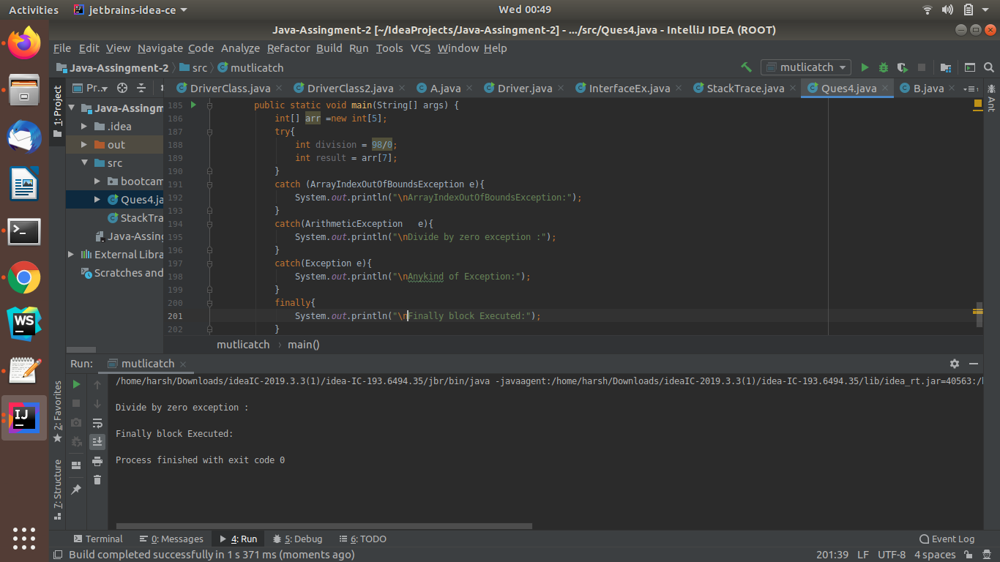 Activities jetbrains-idea-ce Wed 00:49
Java-Assingment-2 [~/IdeaProjects/Java-Assingment-2] - .../src/Ques4.java - IntelliJ IDEA (ROOT)
File Edit View Navigate Code Analyze Refactor Build Run Tools VCS Window Help
Java-Assingment-2 src mutlicatch mutlicatch
1: Project Pr... DriverClass.java DriverClass2.java A.java Driver.java InterfaceEx.java StackTrace.java Ques4.java B.java Ant
Java-Assingm
.idea
out
src
bootcam
Ques4.ja
StackTra
Java-Assing
External Libra
Scratches and
185 public static void main(String[] args) {
186 int[] arr =new int[5];
187 try{
188 int division = 98/0;
189 int result = arr[7];
190 }
191 catch (ArrayIndexOutOfBoundsException e){
192 System.out.println("\nArrayIndexOutOfBoundsException:");
193 }
194 catch(ArithmeticException   e){
195 System.out.println("\nDivide by zero exception :");
196 }
197 catch(Exception e){
198 System.out.println("\nAnykind of Exception:");
199 }
200 finally{
201 System.out.println("\nFinally block Executed:");
202 }
mutlicatch main()
Run: mutlicatch
/home/harsh/Downloads/ideaIC-2019.3.3(1)/idea-IC-193.6494.35/jbr/bin/java -javaagent:/home/harsh/Downloads/ideaIC-2019.3.3(1)/idea-IC-193.6494.35/lib/idea_rt.jar=40563:/h
Divide by zero exception :
Finally block Executed:
Process finished with exit code 0
2: Favorites
7: Structure
WS
IJ
Terminal 0: Messages 4: Run 5: Debug 6: TODO Event Log
Build completed successfully in 1 s 371 ms (moments ago) 201:39 LF UTF-8 4 spaces